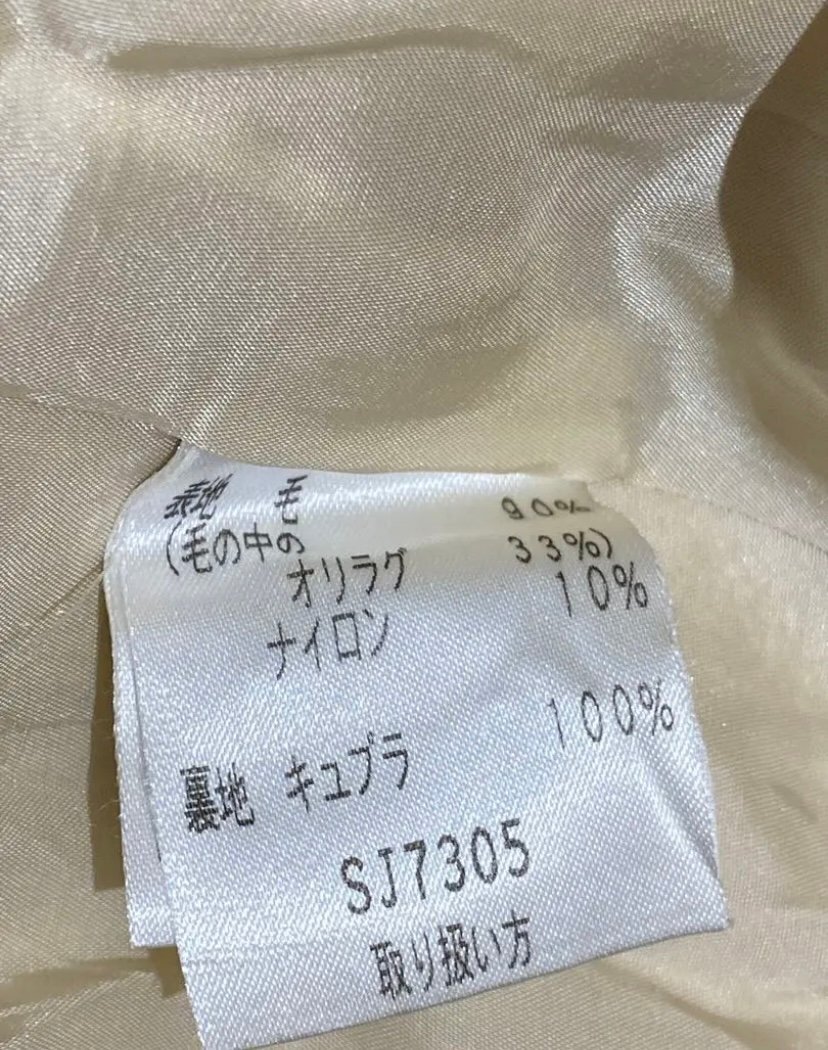 表地 毛 90%
(毛の中の 33%)
オリラグ
ナイロン 10%
裏地 キュプラ 100%
SJ7305
取り扱い方